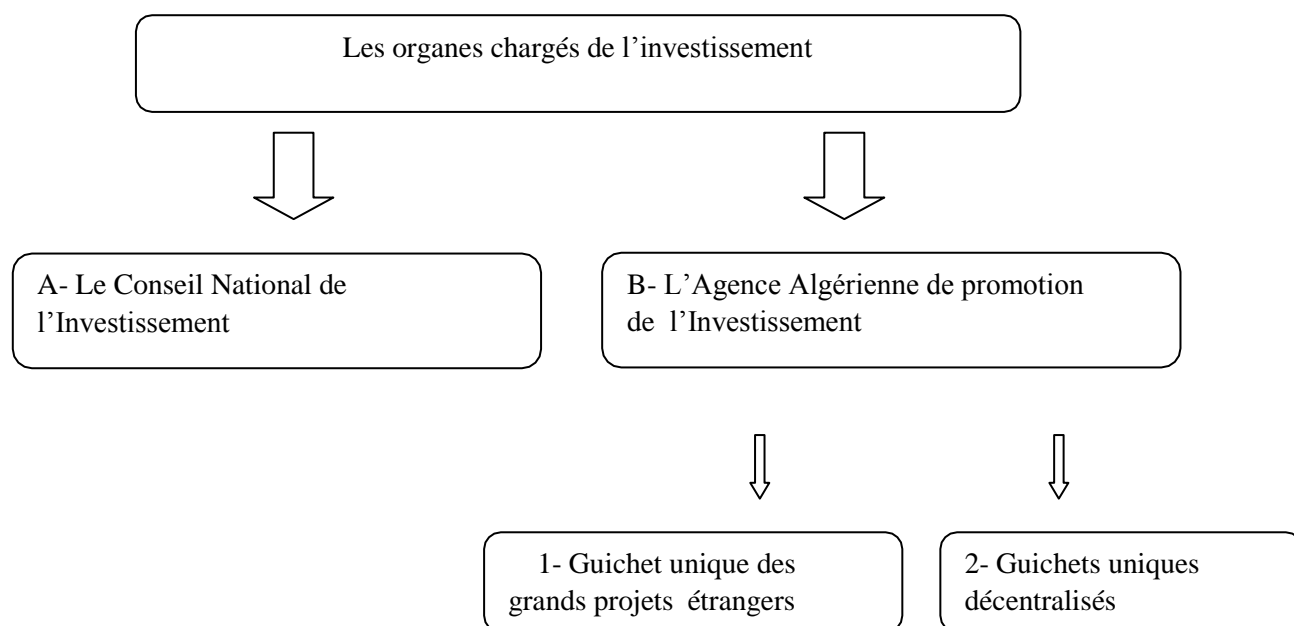 Les organes chargés de l’investissement
A- Le Conseil National de
l’Investissement
B- L’Agence Algérienne de promotion
de l’Investissement
1- Guichet unique des
grands projets étrangers
2- Guichets uniques
décentralisés